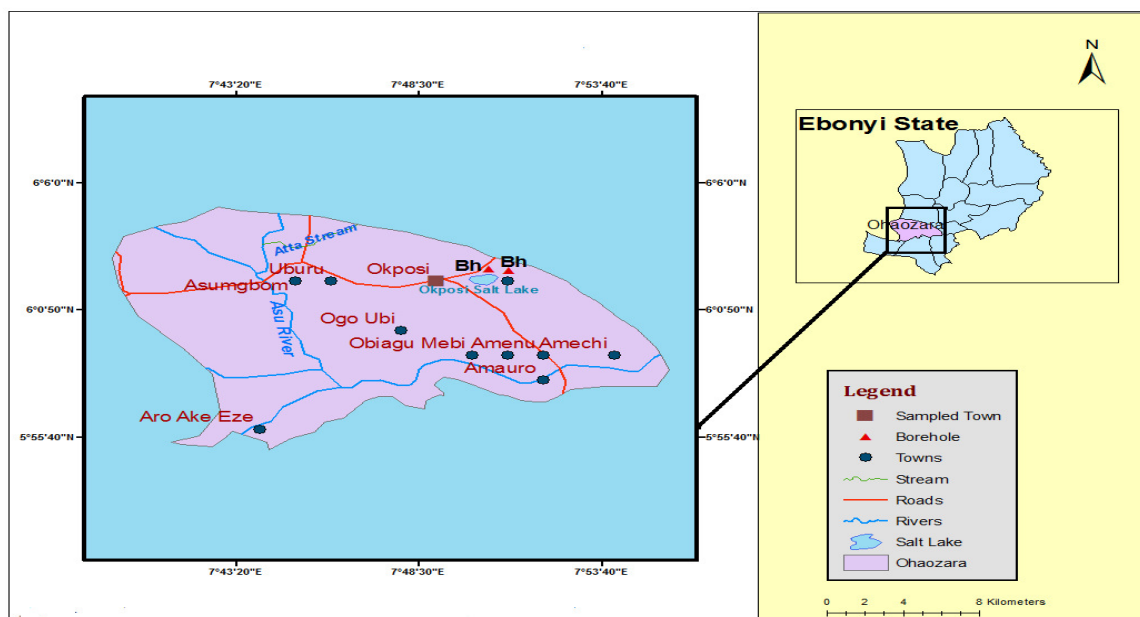 7°43'20"E 7°48'30"E 7°53'40"E
N
Ebonyi State
6°6'0"N 6°6'0"N
Ohaozara
Atta Stream
Uburu Okposi Bh Bh
Asumgbom Okposi Salt Lake
6°0'50"N 6°0'50"N
Asu River
Ogo Ubi
Obiagu Mebi Amenu Amechi
Amauro
Aro Ake Eze
5°55'40"N 5°55'40"N
7°43'20"E 7°48'30"E 7°53'40"E
Legend
Sampled Town
Borehole
Towns
Stream
Roads
Rivers
Salt Lake
Ohaozara
0 2 4 8 Kilometers